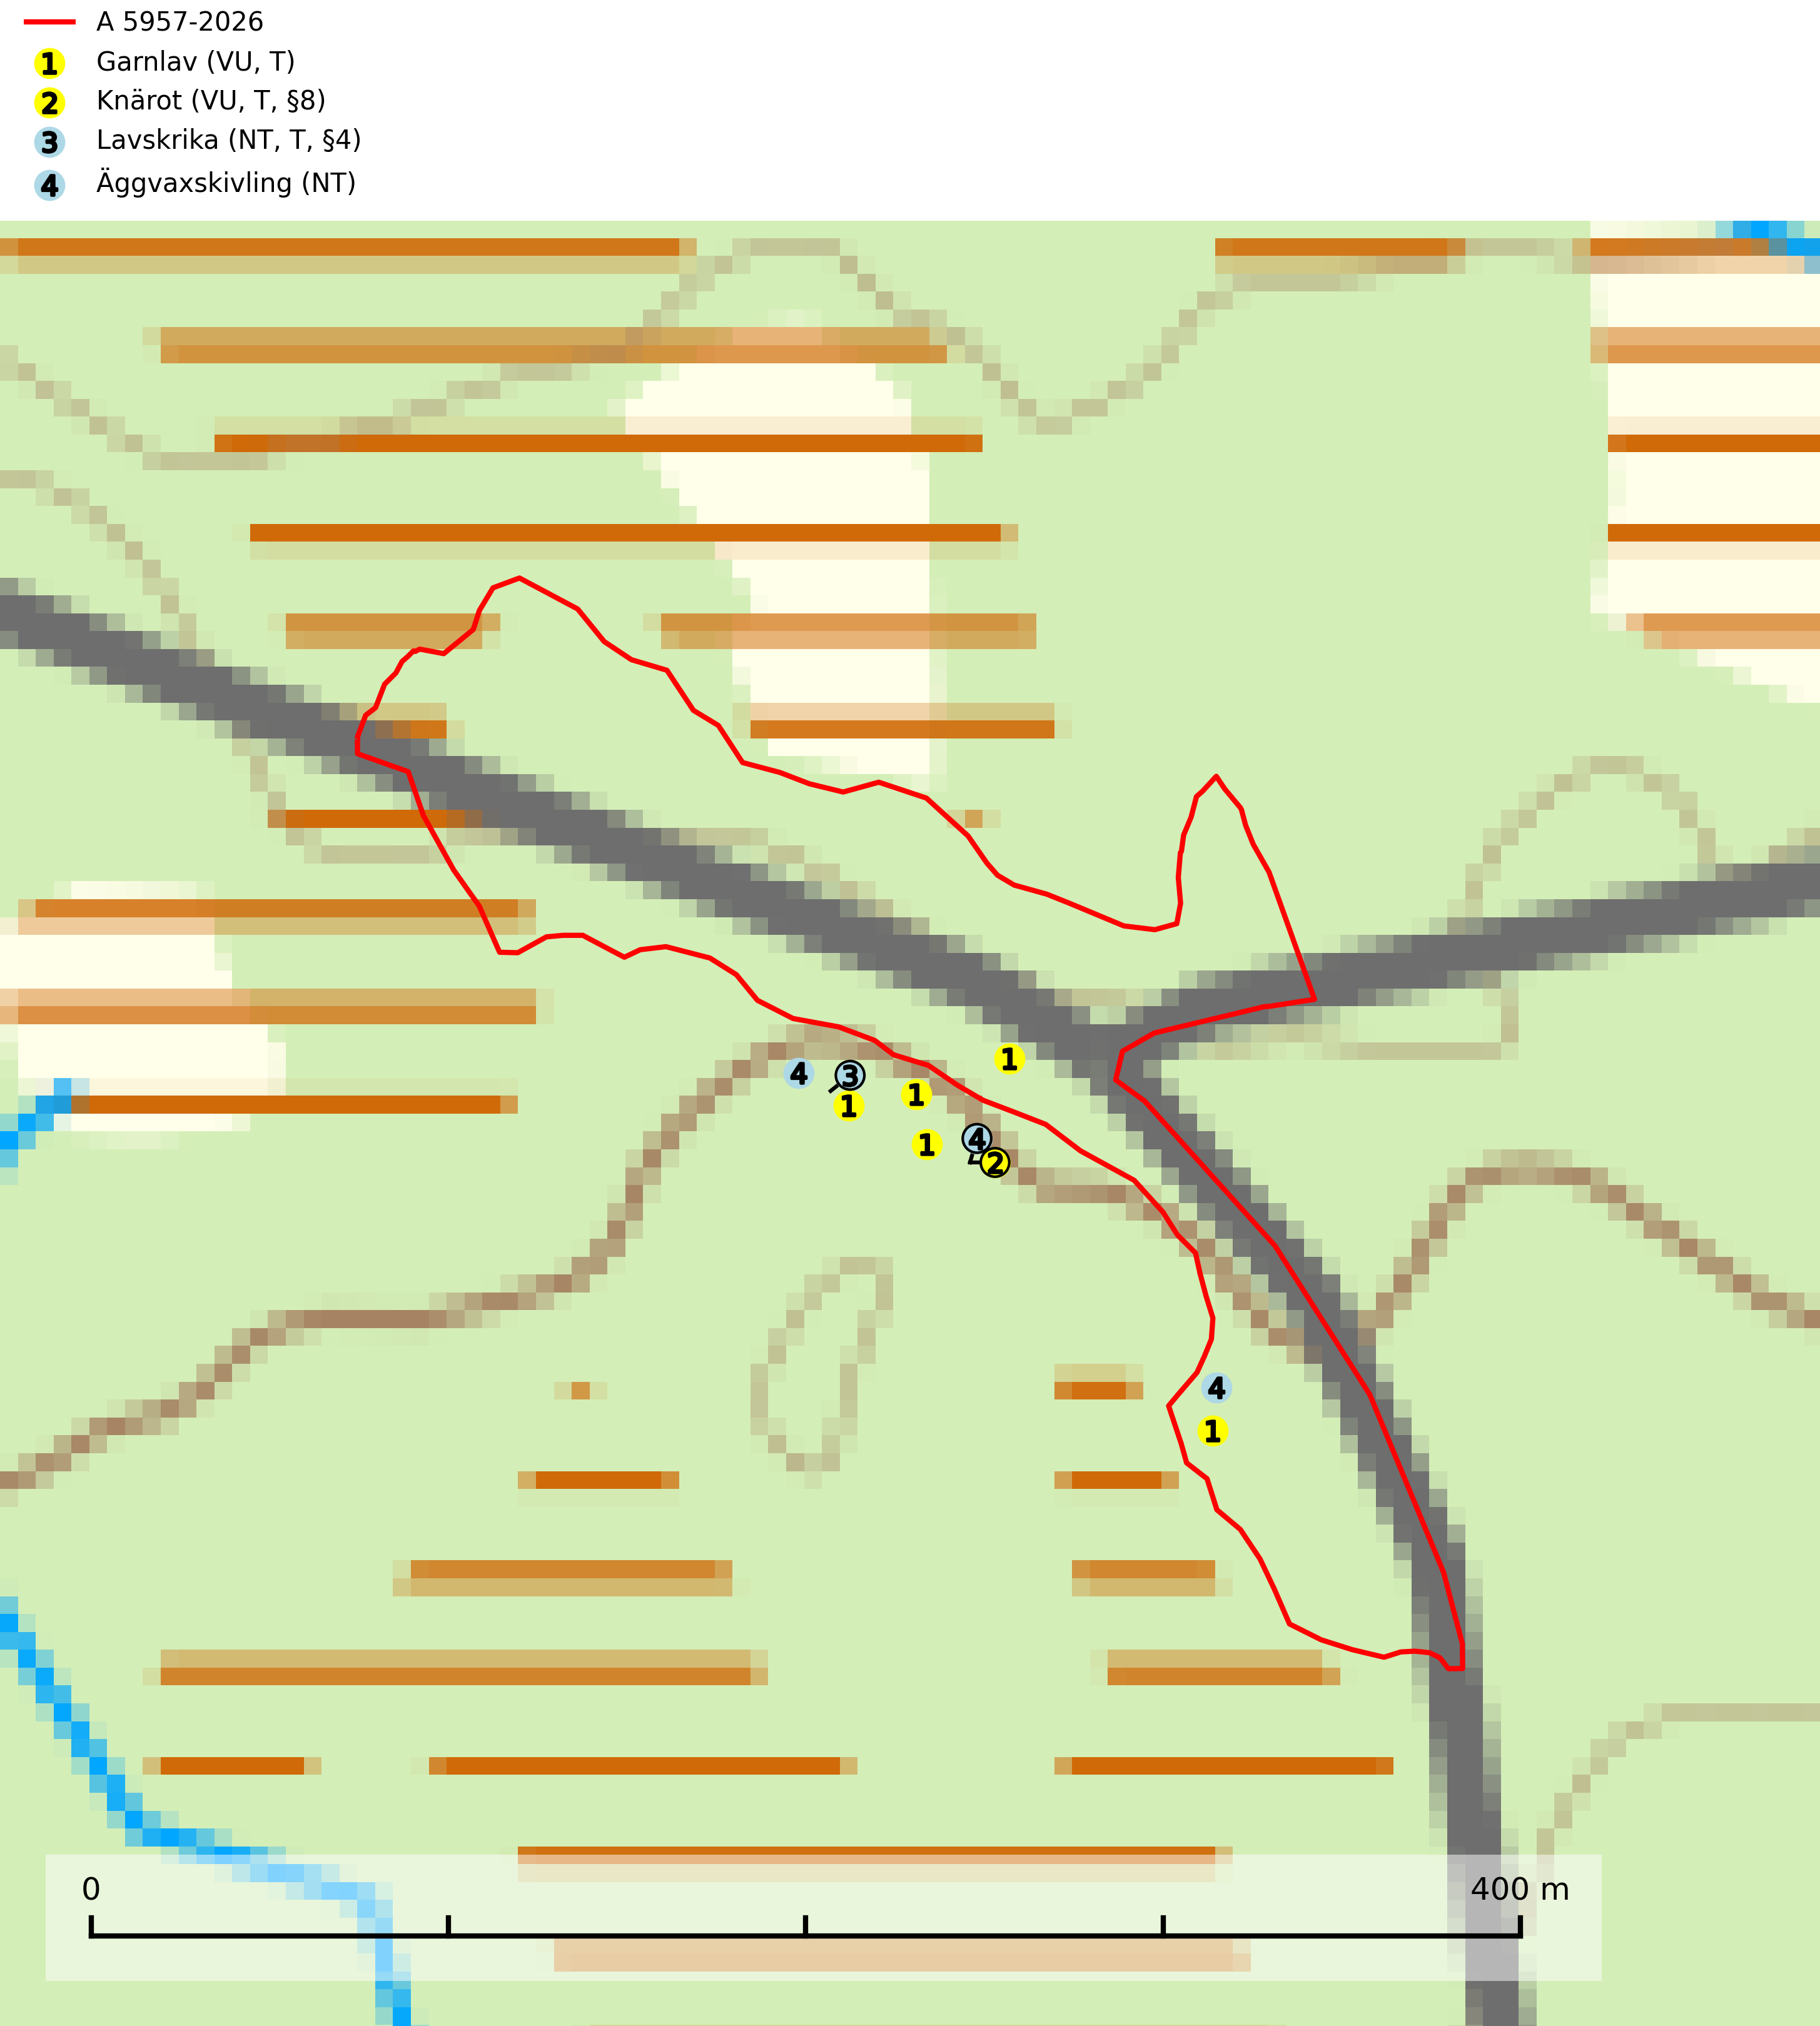 A 5957-2026
1 Garnlav (VU, T)
2 Knärot (VU, T, §8)
3 Lavskrika (NT, T, §4)
4 Äggvaxskivling (NT)
1
4 3
1 1
4
1 2
4
1
0 400 m